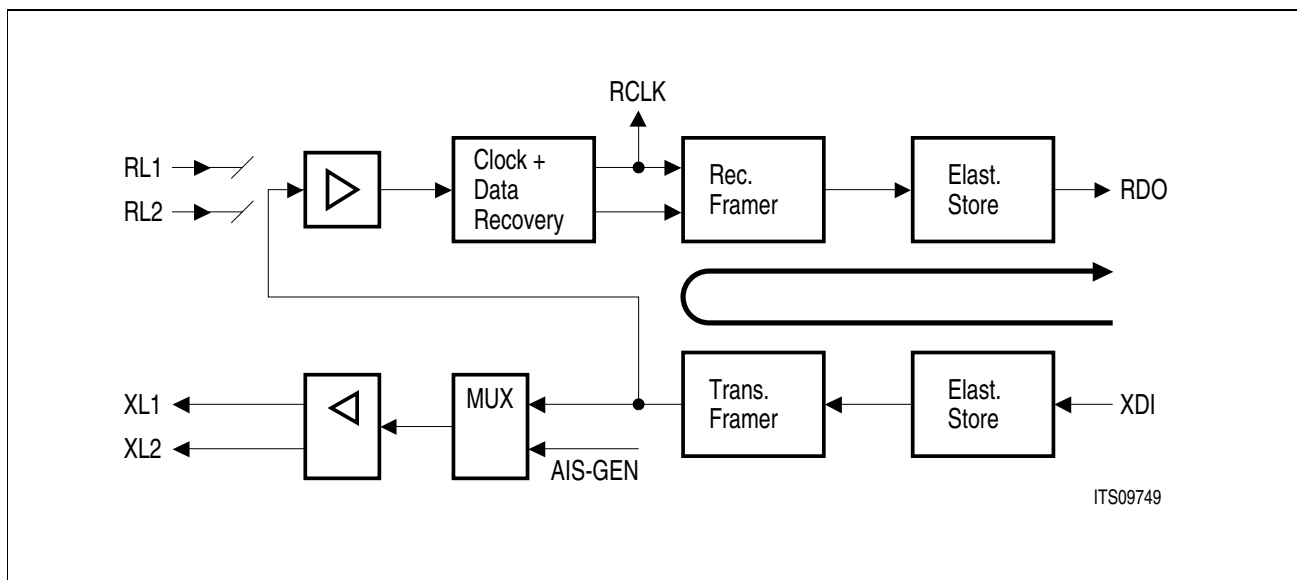 RCLK
RL1
RL2
Clock +
Data
Recovery
Rec.
Framer
Elast.
Store
RDO
XL1
XL2
MUX
AIS-GEN
Trans.
Framer
Elast.
Store
XDI
ITS09749